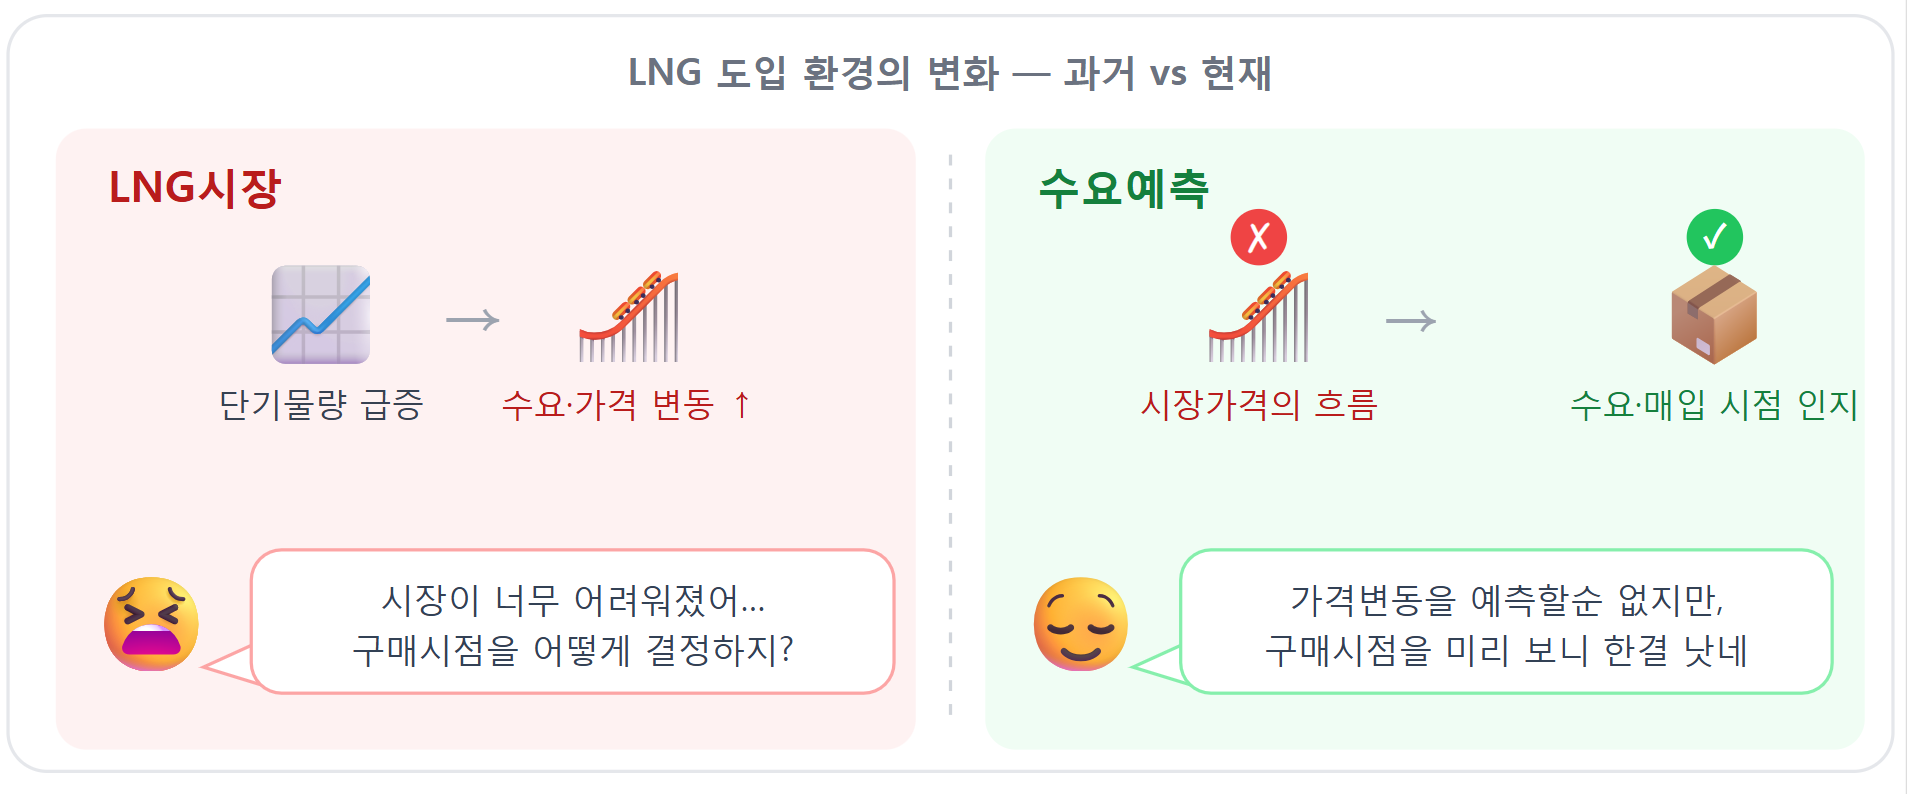 LNG 도입 환경의 변화 — 과거 vs 현재
LNG시장
단기물량 급증
→
수요·가격 변동 ↑
시장이 너무 어려워졌어...
구매시점을 어떻게 결정하지?
수요예측
✗
✓
시장가격의 흐름
→
수요·매입 시점 인지
가격변동을 예측할순 없지만,
구매시점을 미리 보니 한결 낫네